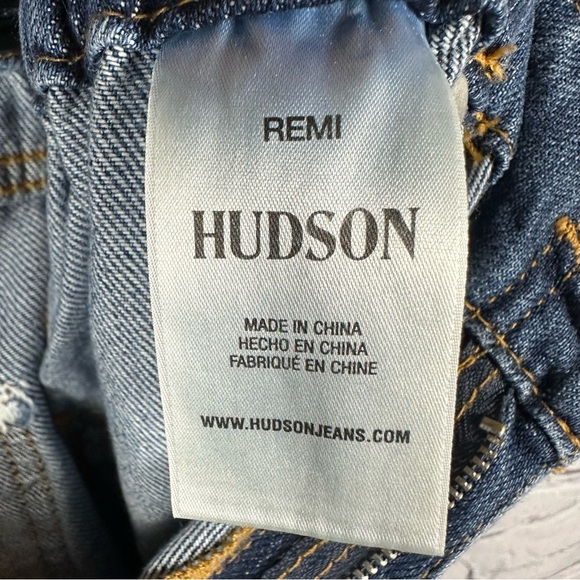 REMI
HUDSON
MADE IN CHINA
HECHO EN CHINA
FABRIQUÉ EN CHINE
WWW.HUDSONJEANS.COM